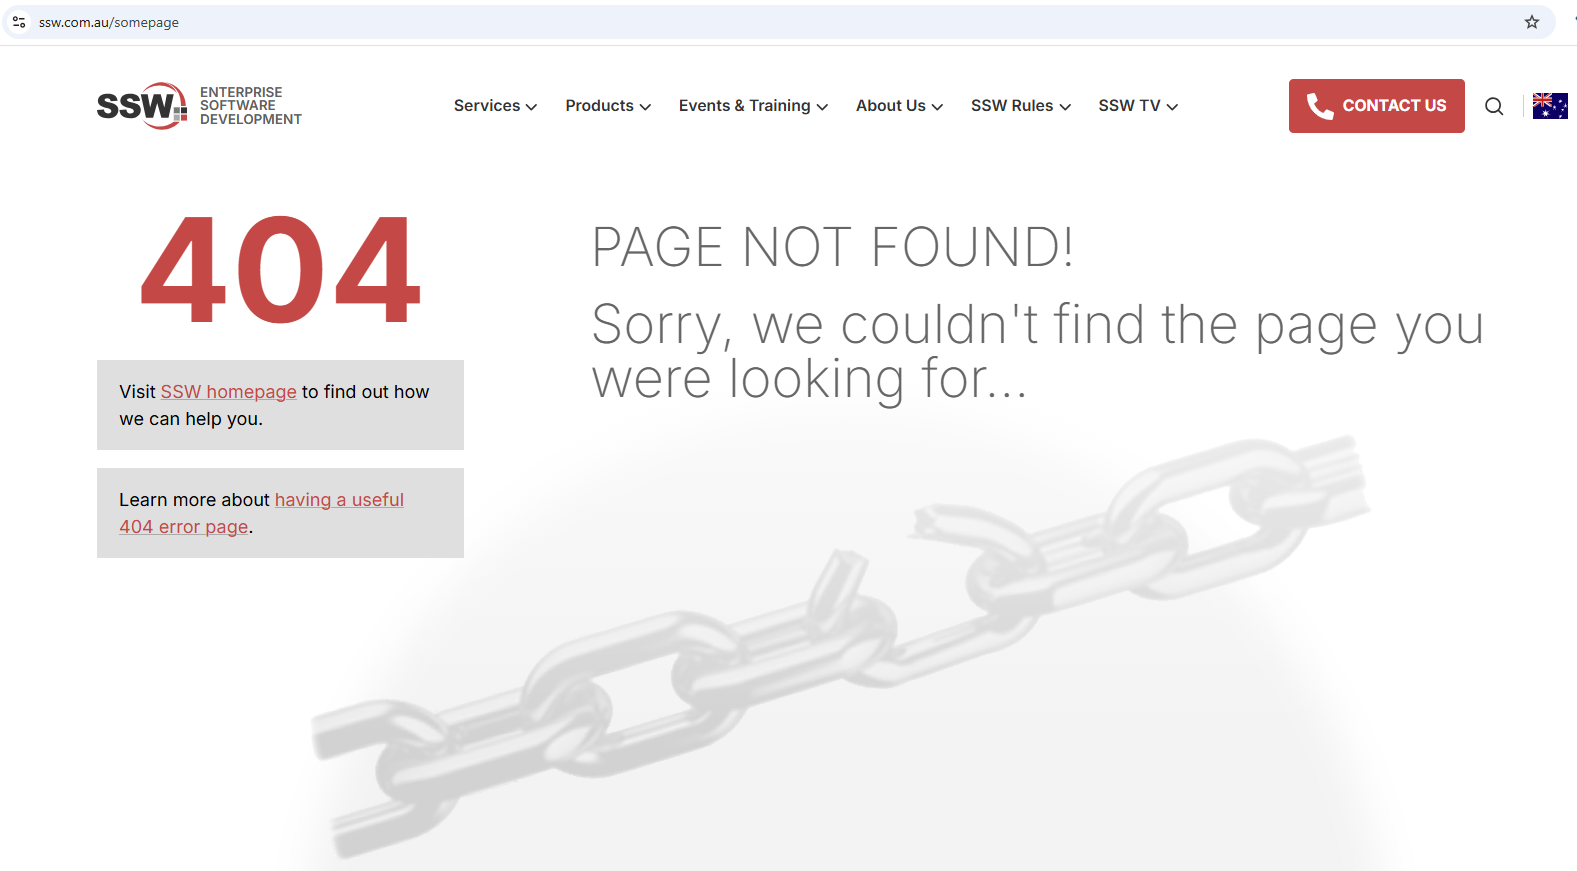 ssw.com.au/somepage
SSW
ENTERPRISE
SOFTWARE
DEVELOPMENT
Services
Products
Events & Training
About Us
SSW Rules
SSW TV
CONTACT US
404
PAGE NOT FOUND!
Sorry, we couldn't find the page you
were looking for...
Visit SSW homepage to find out how
we can help you.
Learn more about having a useful
404 error page.